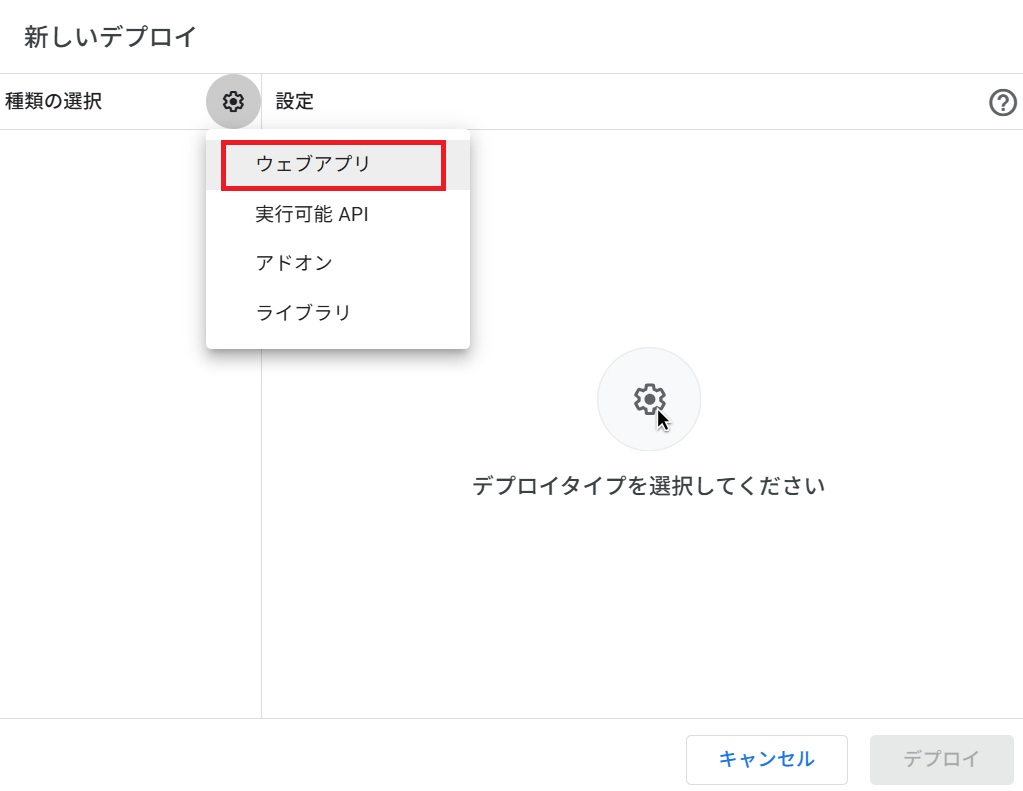 新しいデプロイ
種類の選択
設定
ウェブアプリ
実行可能 API
アドオン
ライブラリ
デプロイタイプを選択してください
キャンセル
デプロイ